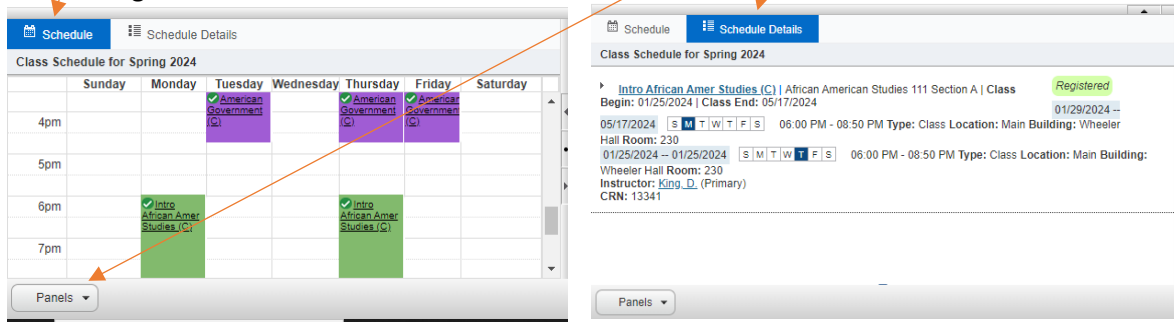 Schedule
Schedule Details
Class Schedule for Spring 2024
Sunday Monday Tuesday Wednesday Thursday Friday Saturday
4pm
American
Government
(C)
American
Government
(C)
American
Governmen
(C)
5pm
6pm
Intro
African Amer
Studies (C)
Intro
African Amer
Studies (C)
7pm
Panels
Schedule
Schedule Details
Class Schedule for Spring 2024
Intro African Amer Studies (C) | African American Studies 111 Section A | Class
Registered
Begin: 01/25/2024 | Class End: 05/17/2024
01/29/2024 --
05/17/2024 S M T W T F S 06:00 PM - 08:50 PM Type: Class Location: Main Building: Wheeler
Hall Room: 230
01/25/2024 -- 01/25/2024 S M T W T F S 06:00 PM - 08:50 PM Type: Class Location: Main Building:
Wheeler Hall Room: 230
Instructor: King, D. (Primary)
CRN: 13341
Panels